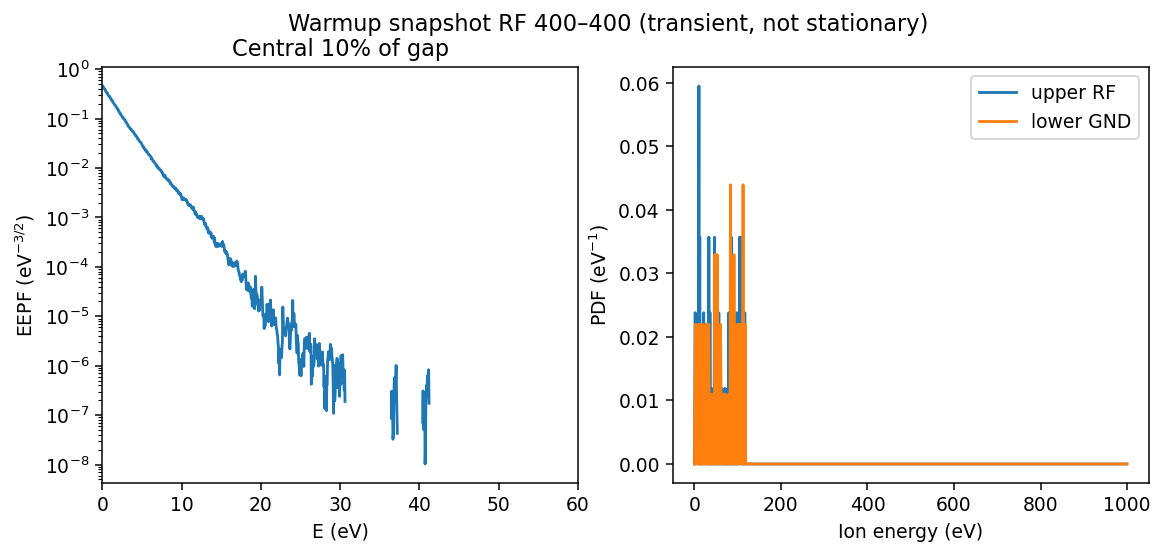 Warmup snapshot RF 400–400 (transient, not stationary)
Central 10% of gap
EEPF (eV⁻³/²)
10⁰
10⁻¹
10⁻²
10⁻³
10⁻⁴
10⁻⁵
10⁻⁶
10⁻⁷
10⁻⁸
0 10 20 30 40 50 60
E (eV)
PDF (eV⁻¹)
0.06
0.05
0.04
0.03
0.02
0.01
0.00
upper RF
lower GND
0 200 400 600 800 1000
Ion energy (eV)